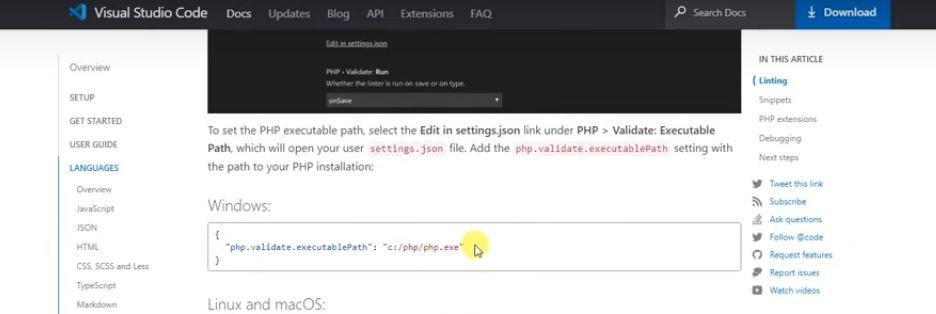 Visual Studio Code Docs Updates Blog API Extensions FAQ Search Docs Download
Overview
SETUP
GET STARTED
USER GUIDE
LANGUAGES
Overview
JavaScript
JSON
HTML
CSS, SCSS and Less
TypeScript
Markdown
Edit in settings.json
PHP › Validate: Run
Whether the linter is run on save or on type.
onSave
To set the PHP executable path, select the Edit in settings.json link under PHP > Validate: Executable
Path, which will open your user settings.json file. Add the php.validate.executablePath setting with
the path to your PHP installation:
Windows:
{
"php.validate.executablePath": "c:/php/php.exe"
}
Linux and macOS:
IN THIS ARTICLE
Linting
Snippets
PHP extensions
Debugging
Next steps
Tweet this link
Subscribe
Ask questions
Follow @code
Request features
Report issues
Watch videos